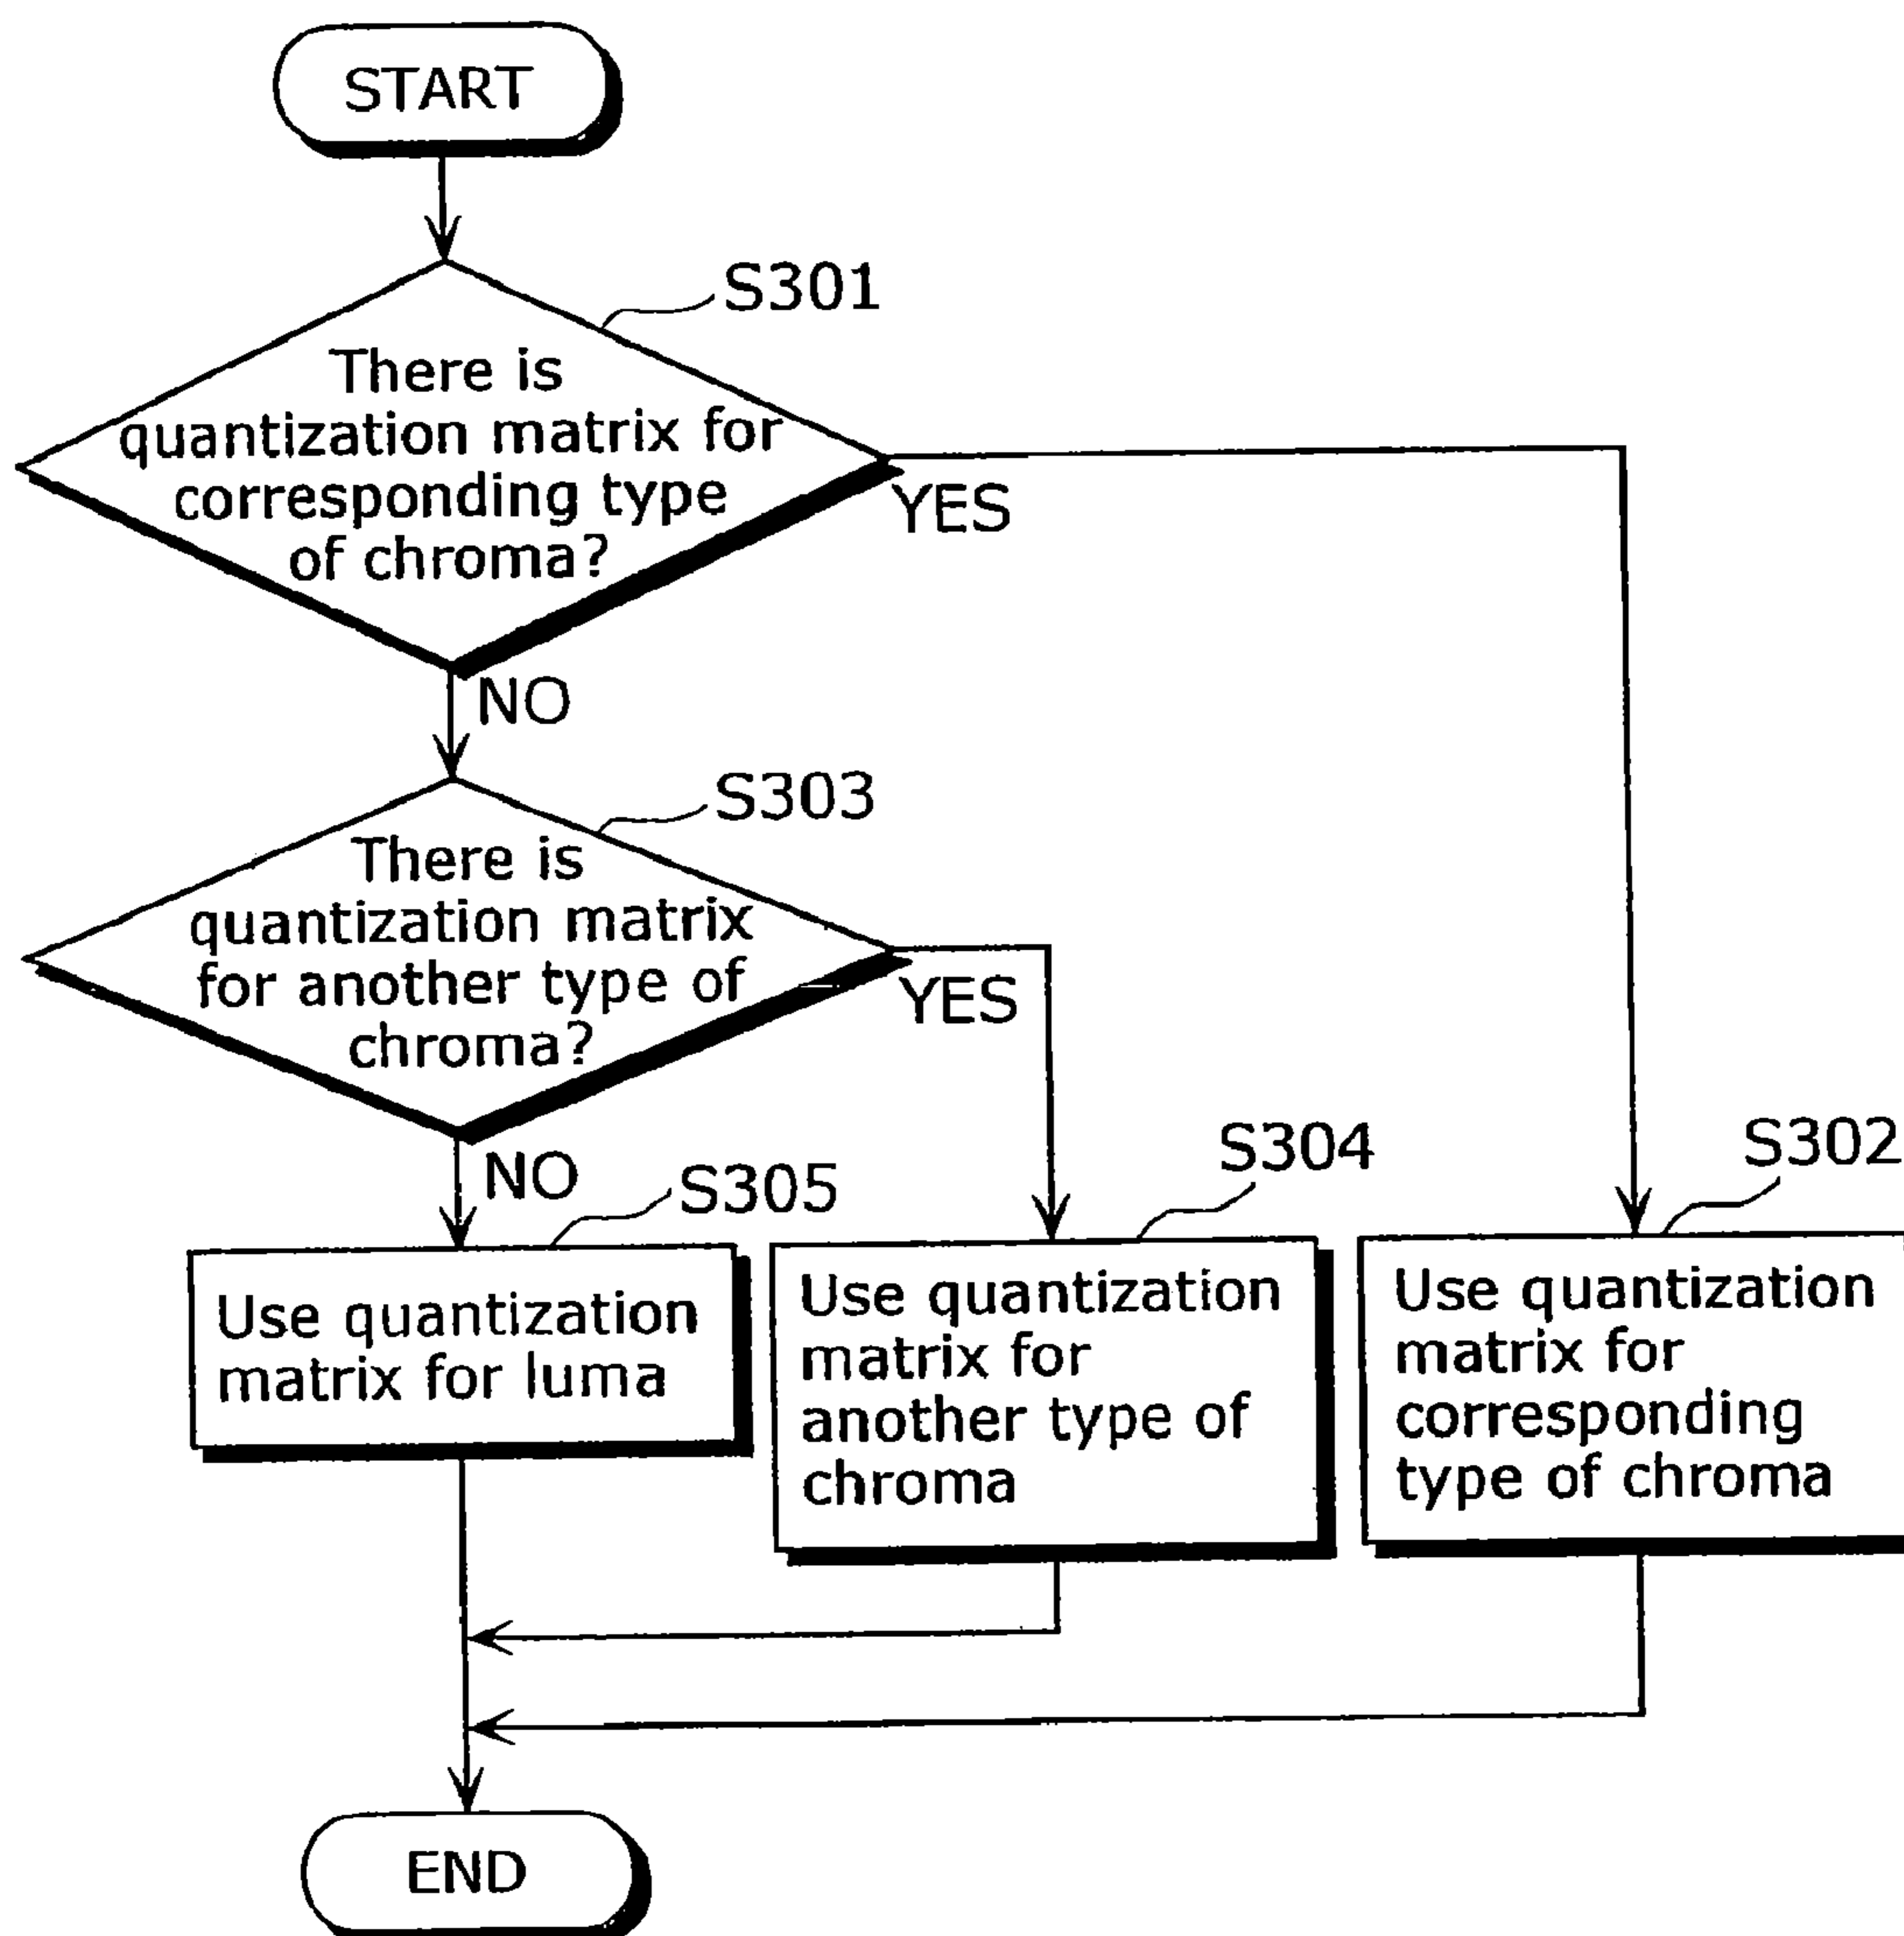 START
S301
There is
quantization matrix for
corresponding type
of chroma?
YES
NO
S303
There is
quantization matrix
for another type of
chroma?
YES
NO
S305
Use quantization
matrix for luma
S304
Use quantization
matrix for
another type of
chroma
S302
Use quantization
matrix for
corresponding
type of chroma
END